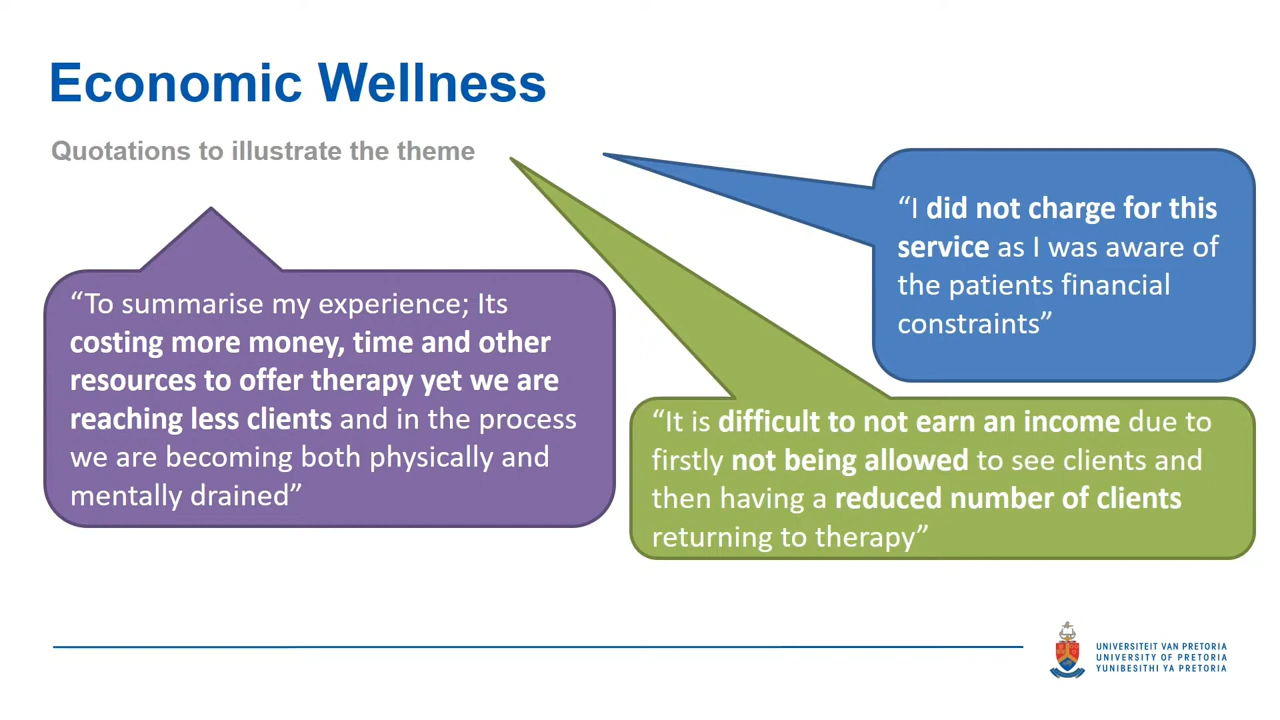 Economic Wellness
Quotations to illustrate the theme
“I did not charge for this
service as I was aware of
the patients financial
constraints”
“To summarise my experience; Its
costing more money, time and other
resources to offer therapy yet we are
reaching less clients and in the process
we are becoming both physically and
mentally drained”
“It is difficult to not earn an income due to
firstly not being allowed to see clients and
then having a reduced number of clients
returning to therapy”
UNIVERSITEIT VAN PRETORIA
UNIVERSITY OF PRETORIA
YUNIBESITHI YA PRETORIA